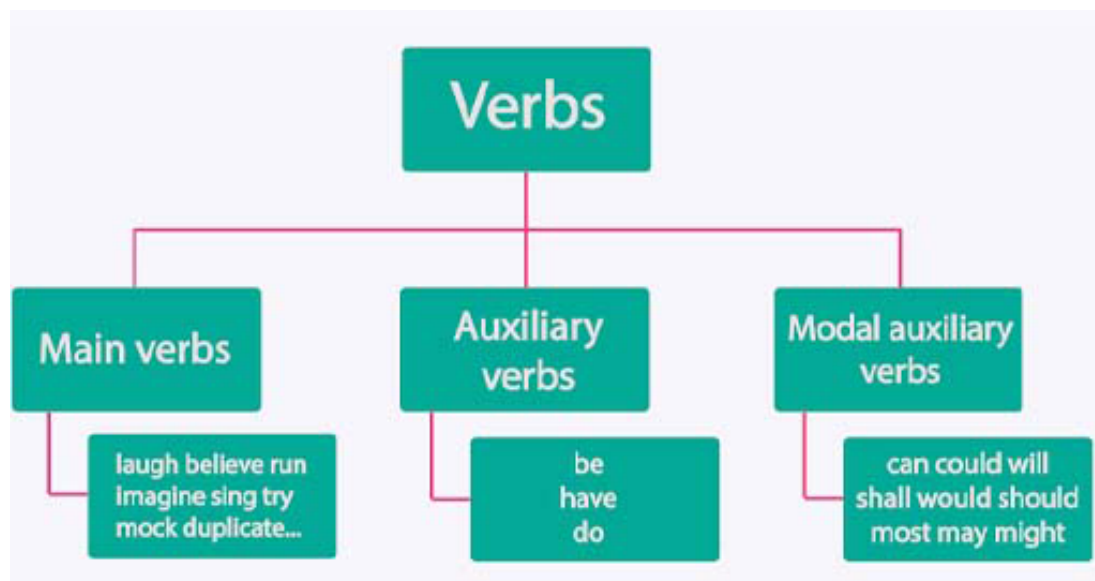 Verbs
Main verbs
Auxiliary
verbs
Modal auxiliary
verbs
laugh believe run
imagine sing try
mock duplicate...
be
have
do
can could will
shall would should
most may might